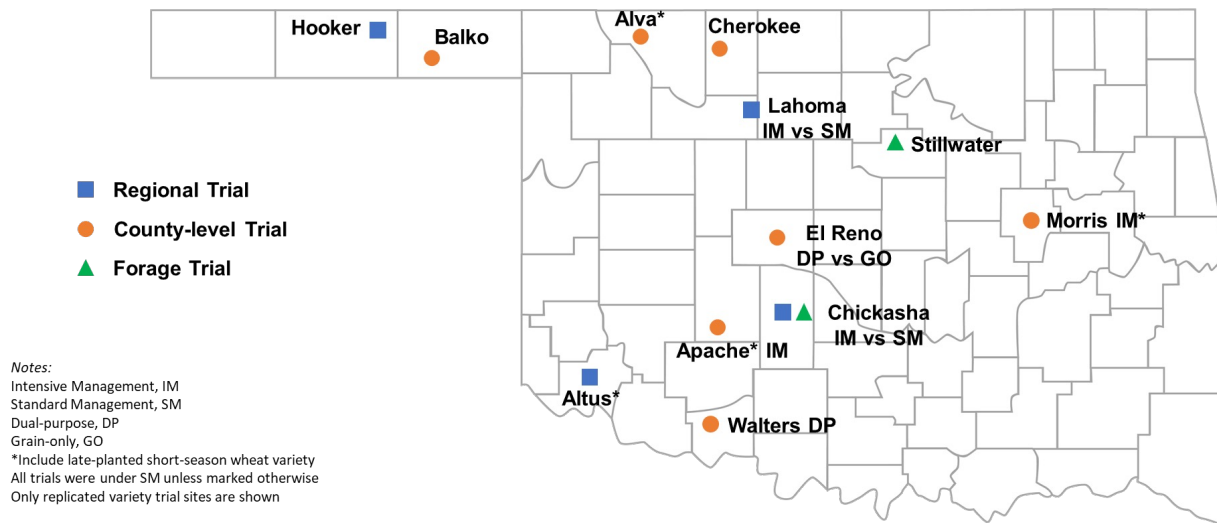 Hooker
Balko
Alva*
Cherokee
Lahoma
IM vs SM
Stillwater
Regional Trial
County-level Trial
Forage Trial
Morris IM*
El Reno
DP vs GO
Chickasha
IM vs SM
Apache* IM
Altus*
Walters DP
Notes:
Intensive Management, IM
Standard Management, SM
Dual-purpose, DP
Grain-only, GO
*Include late-planted short-season wheat variety
All trials were under SM unless marked otherwise
Only replicated variety trial sites are shown